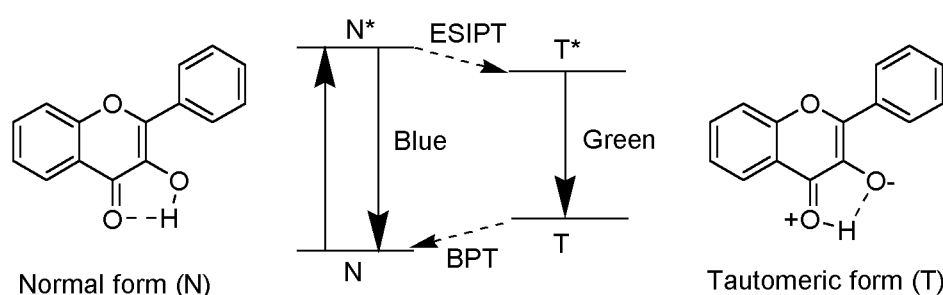 N*
ESIPT
T*
O
O
O
H
Blue
Green
N
BPT
T
O
O-
+O
H
Normal form (N)
Tautomeric form (T)